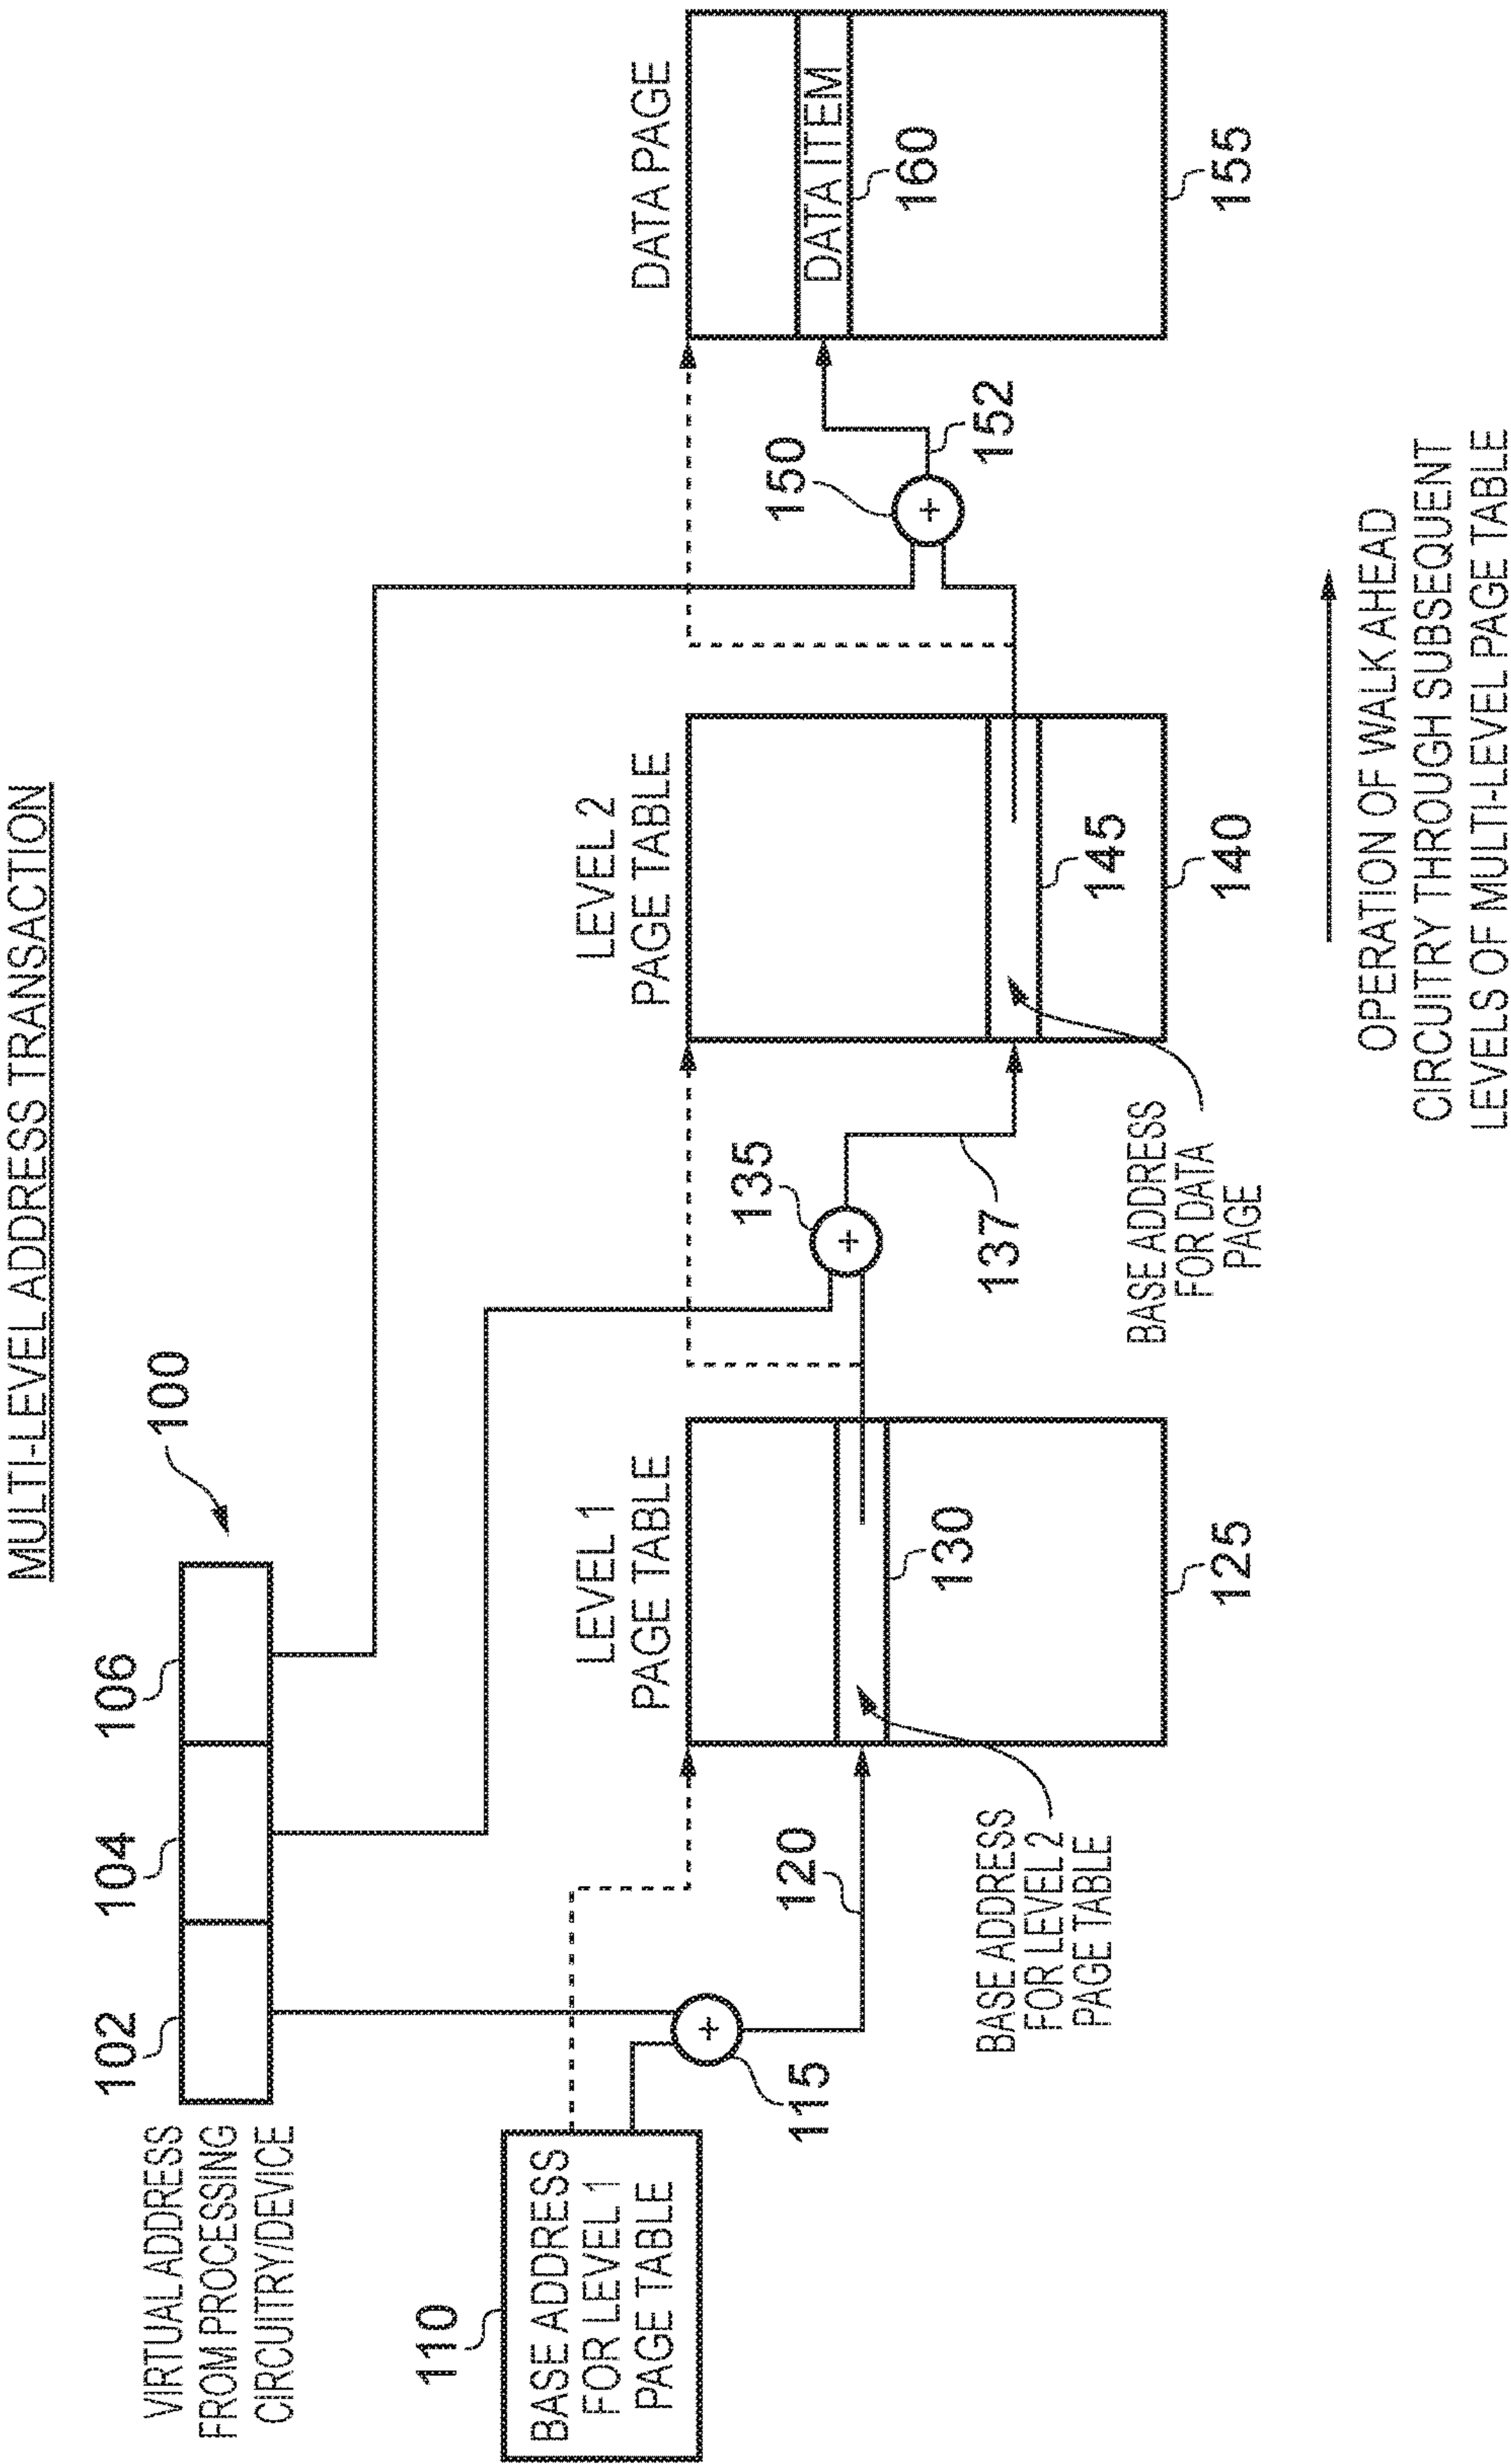 MULTI-LEVEL ADDRESS TRANSACTION
VIRTUAL ADDRESS
FROM PROCESSING
CIRCUITRY/DEVICE
102
104
106
100
110
BASE ADDRESS
FOR LEVEL 1
PAGE TABLE
115
+
120
LEVEL 1
PAGE TABLE
130
125
BASE ADDRESS
FOR LEVEL 2
PAGE TABLE
135
+
137
LEVEL 2
PAGE TABLE
145
140
BASE ADDRESS
FOR DATA
PAGE
150
+
152
DATA PAGE
DATA ITEM
160
155
OPERATION OF WALK AHEAD
CIRCUITRY THROUGH SUBSEQUENT
LEVELS OF MULTI-LEVEL PAGE TABLE